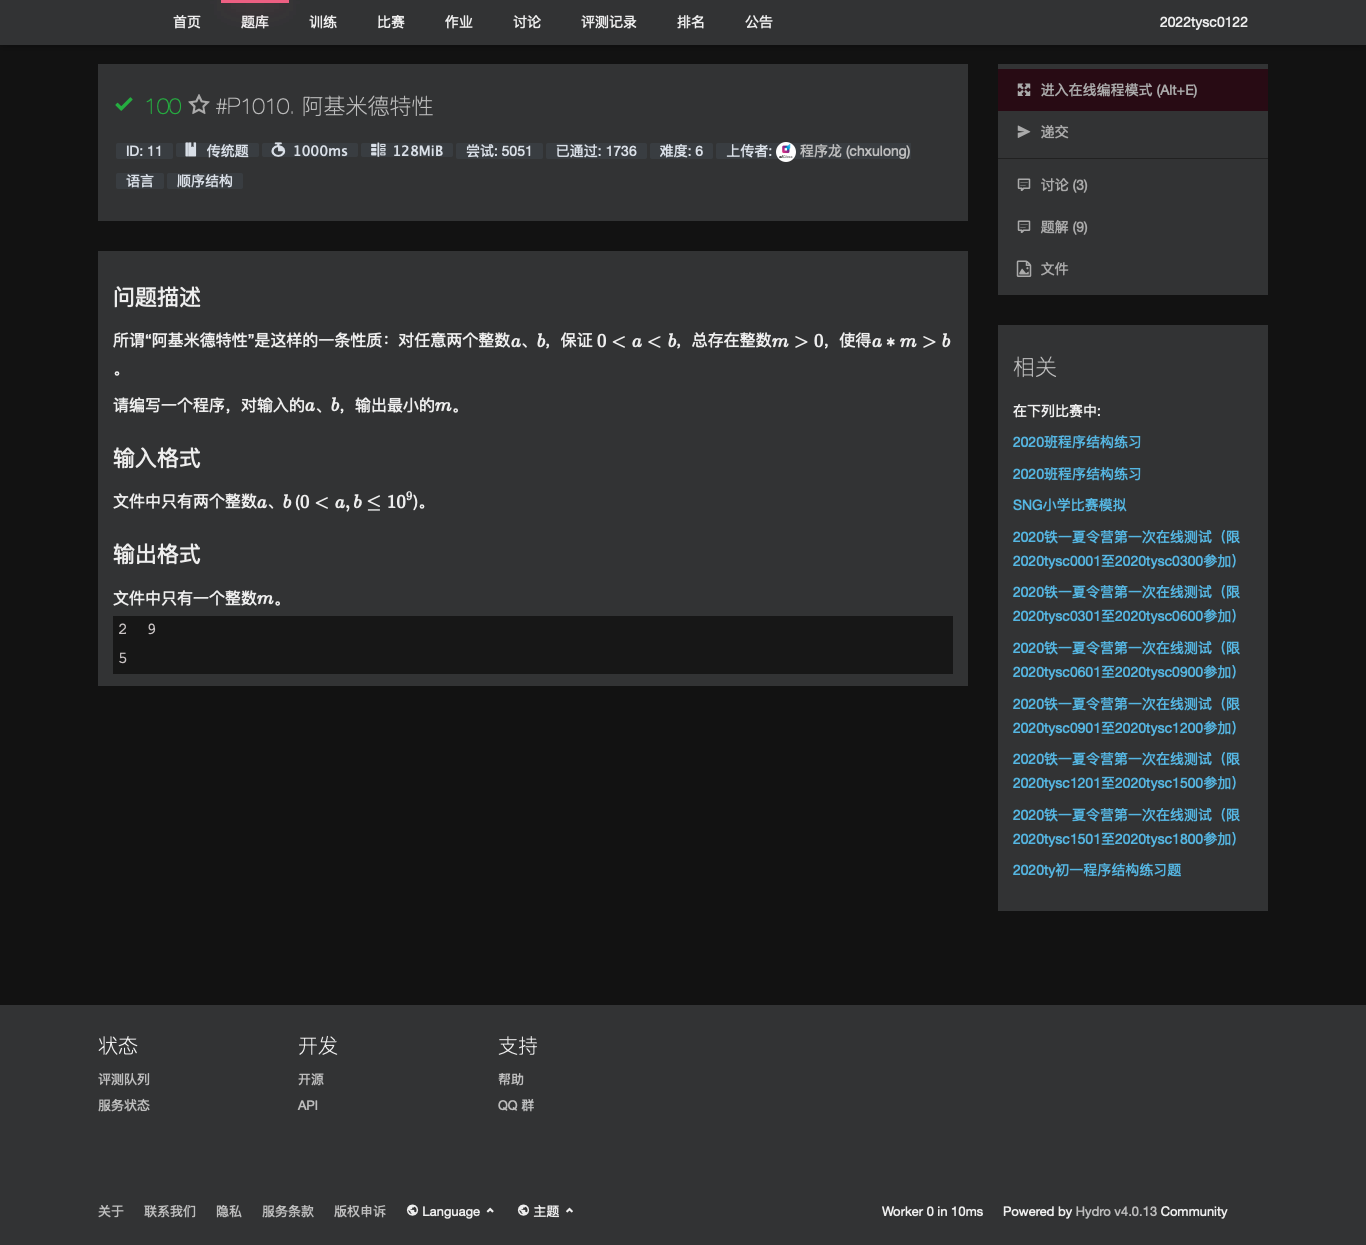 首页 题库 训练 比赛 作业 讨论 评测记录 排名 公告 2022tysc0122
100 #P1010. 阿基米德特性
ID: 11 传统题 1000ms 128MiB 尝试: 5051 已通过: 1736 难度: 6 上传者: 程序龙 (chxulong)
语言 顺序结构
问题描述
所谓“阿基米德特性”是这样的一条性质：对任意两个整数a、b，保证 0 < a < b，总存在整数m > 0，使得a * m > b
。
请编写一个程序，对输入的a、b，输出最小的m。
输入格式
文件中只有两个整数a、b (0 < a, b ≤ 10^9)。
输出格式
文件中只有一个整数m。
2 9
5
进入在线编程模式 (Alt+E)
递交
讨论 (3)
题解 (9)
文件
相关
在下列比赛中:
2020班程序结构练习
2020班程序结构练习
SNG小学比赛模拟
2020铁一夏令营第一次在线测试（限
2020tysc0001至2020tysc0300参加）
2020铁一夏令营第一次在线测试（限
2020tysc0301至2020tysc0600参加）
2020铁一夏令营第一次在线测试（限
2020tysc0601至2020tysc0900参加）
2020铁一夏令营第一次在线测试（限
2020tysc0901至2020tysc1200参加）
2020铁一夏令营第一次在线测试（限
2020tysc1201至2020tysc1500参加）
2020铁一夏令营第一次在线测试（限
2020tysc1501至2020tysc1800参加）
2020ty初一程序结构练习题
状态 开发 支持
评测队列 开源 帮助
服务状态 API QQ 群
关于 联系我们 隐私 服务条款 版权申诉 Language 主题 Worker 0 in 10ms Powered by Hydro v4.0.13 Community